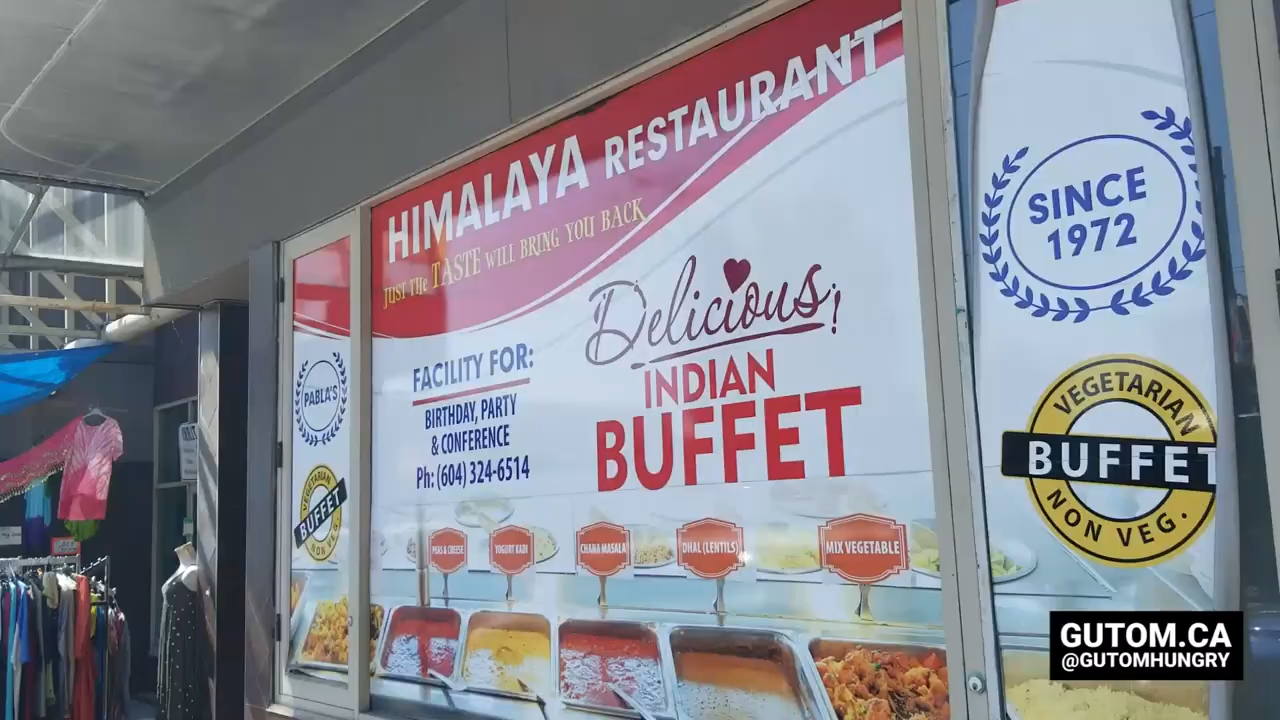 HIMALAYA RESTAURANT
JUST THE TASTE WILL BRING YOU BACK
Delicious!
INDIAN
BUFFET
FACILITY FOR:
BIRTHDAY, PARTY
& CONFERENCE
Ph: (604) 324-6514
PABLA'S
VEGETARIAN
BUFFET
NON VEG.
PEAS & CHEESE
YOGURT KADI
CHANA MASALA
DHAL (LENTILS)
MIX VEGETABLE
SINCE
1972
VEGETARIAN
BUFFET
NON VEG.
GUTOM.CA
@GUTOMHUNGRY